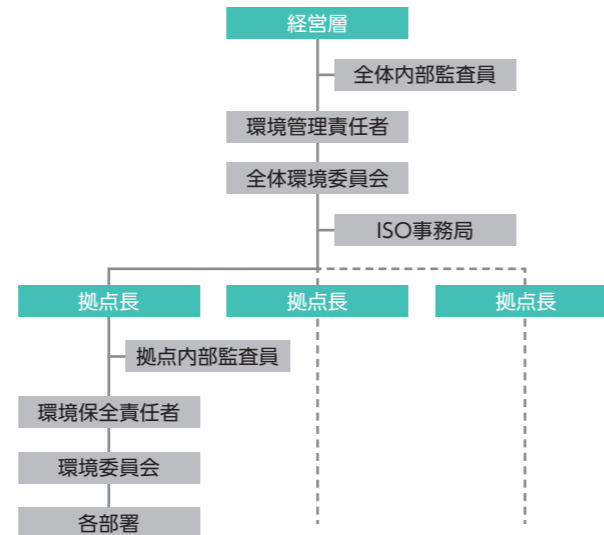 経営層
全体内部監査員
環境管理責任者
全体環境委員会
ISO事務局
拠点長
拠点長
拠点長
拠点内部監査員
環境保全責任者
環境委員会
各部署